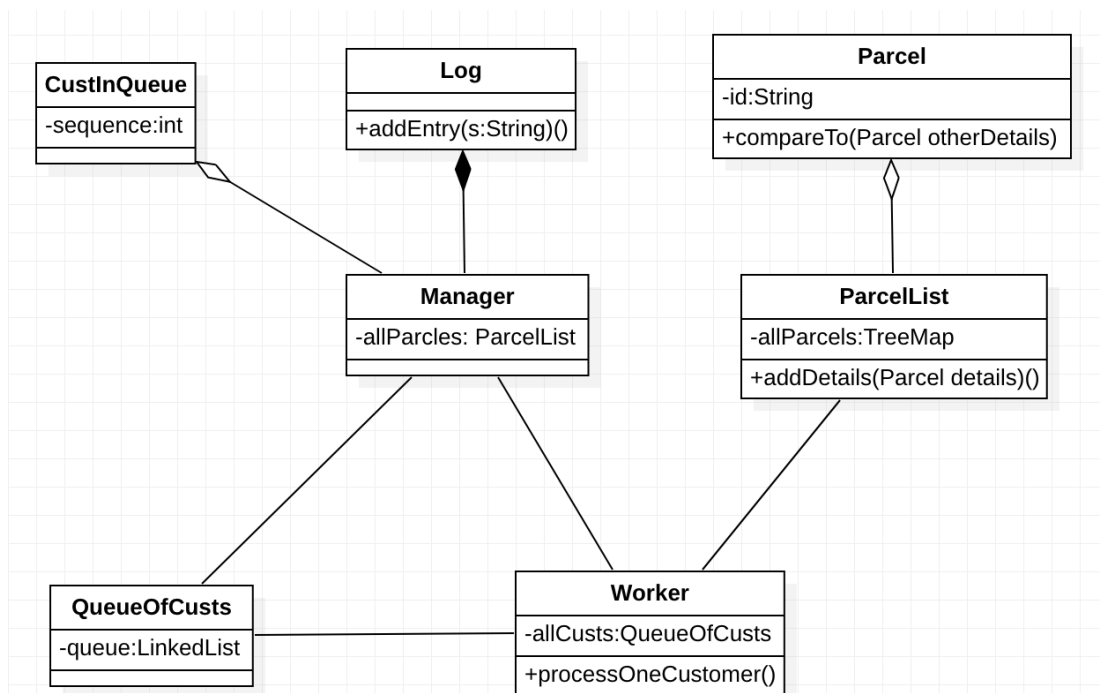 CustInQueue
-sequence:int
Log
+addEntry(s:String)()
Parcel
-id:String
+compareTo(Parcel otherDetails)
Manager
-allParcles: ParcelList
ParcelList
-allParcels:TreeMap
+addDetails(Parcel details)()
QueueOfCusts
-queue:LinkedList
Worker
-allCusts:QueueOfCusts
+processOneCustomer()